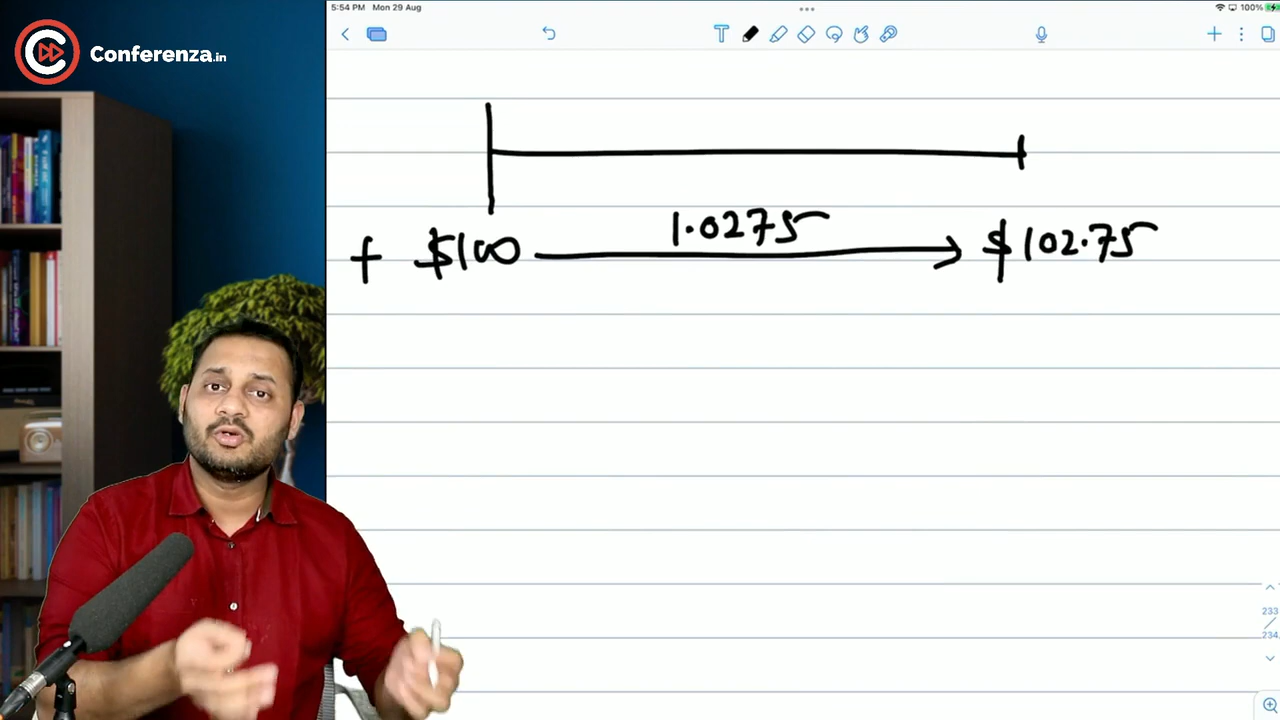 5:54 PM Mon 29 Aug
100%
Conferenza.in
T
1.0275
+ $100 → $102.75
233
234